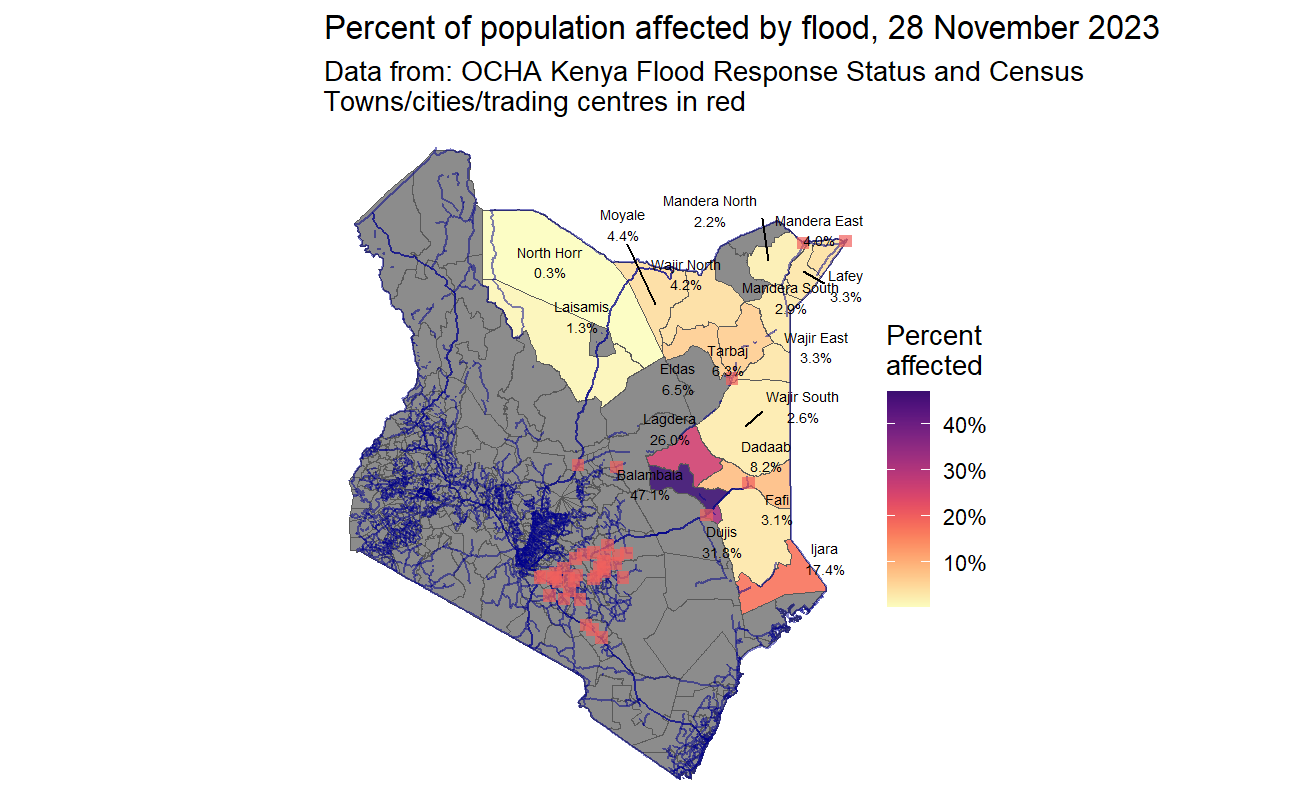 Percent of population affected by flood, 28 November 2023
Data from: OCHA Kenya Flood Response Status and Census
Towns/cities/trading centres in red
Mandera North
2.2%
Moyale
4.4%
Mandera East
4.0%
North Horr
0.3%
Wajir North
4.2%
Lafey
3.3%
Mandera South
2.9%
Laisamis
1.3%
Wajir East
3.3%
Tarbaj
6.3%
Eldas
6.5%
Wajir South
2.6%
Lagdera
26.0%
Dadaab
8.2%
Balambala
47.1%
Fafi
3.1%
Dujis
31.8%
Ijara
17.4%
Percent
affected
40%
30%
20%
10%